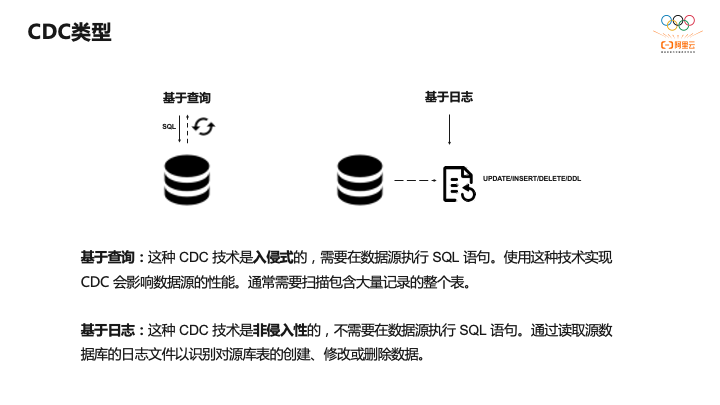 CDC类型
阿里云
基于查询
基于日志
SQL
UPDATE/INSERT/DELETE/DDL
基于查询：这种 CDC 技术是入侵式的，需要在数据源执行 SQL 语句。使用这种技术实现
CDC 会影响数据源的性能。通常需要扫描包含大量记录的整个表。
基于日志：这种 CDC 技术是非侵入性的，不需要在数据源执行 SQL 语句。通过读取源数
据库的日志文件以识别对源库表的创建、修改或删除数据。